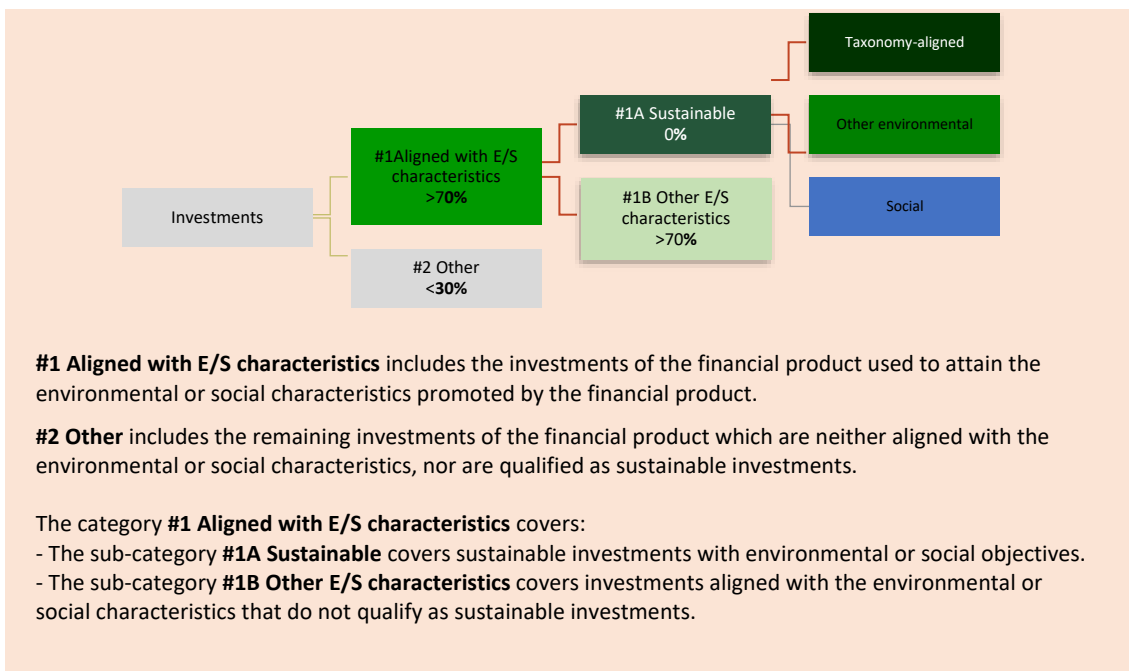 Taxonomy-aligned
#1A Sustainable
0%
Other environmental
#1Aligned with E/S
characteristics
>70%
Investments
#1B Other E/S
characteristics
>70%
Social
#2 Other
<30%
#1 Aligned with E/S characteristics includes the investments of the financial product used to attain the
environmental or social characteristics promoted by the financial product.
#2 Other includes the remaining investments of the financial product which are neither aligned with the
environmental or social characteristics, nor are qualified as sustainable investments.
The category #1 Aligned with E/S characteristics covers:
- The sub-category #1A Sustainable covers sustainable investments with environmental or social objectives.
- The sub-category #1B Other E/S characteristics covers investments aligned with the environmental or
social characteristics that do not qualify as sustainable investments.